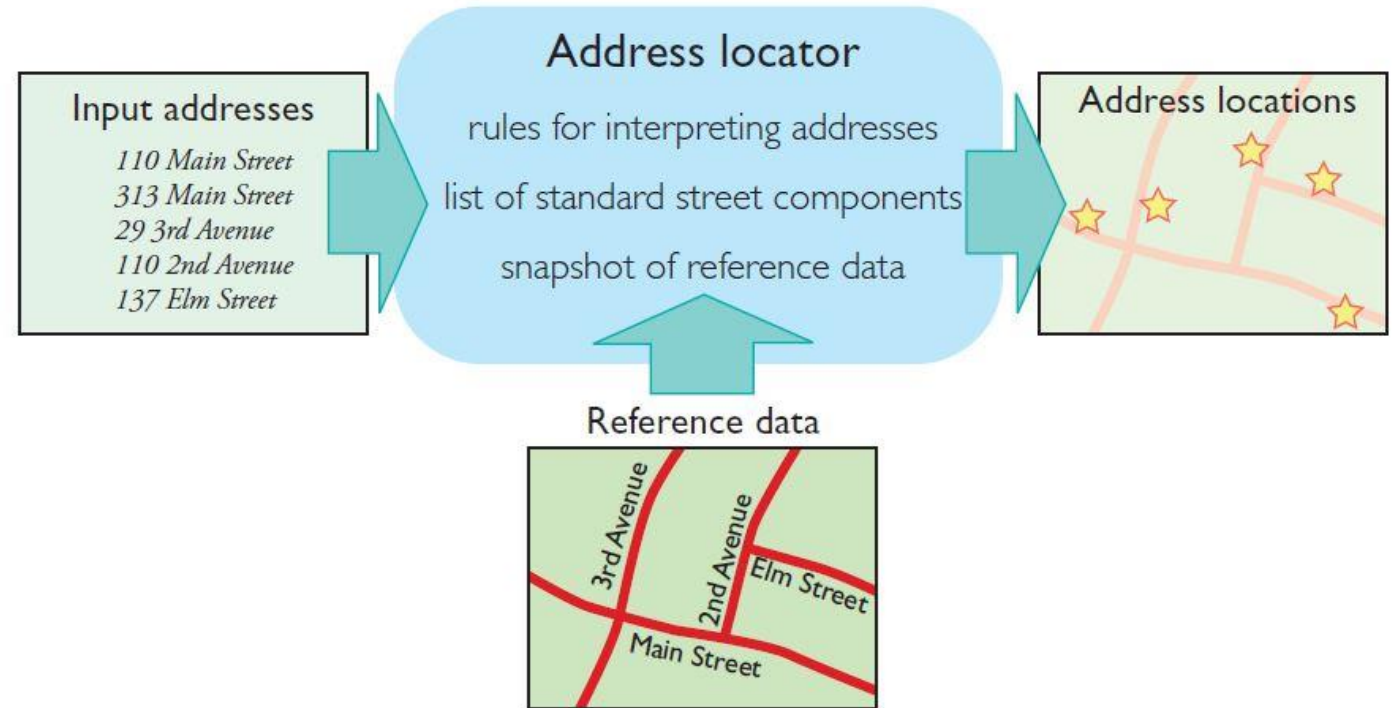 Input addresses
110 Main Street
313 Main Street
29 3rd Avenue
110 2nd Avenue
137 Elm Street
Address locator
rules for interpreting addresses
list of standard street components
snapshot of reference data
Address locations
Reference data
3rd Avenue
2nd Avenue
Elm Street
Main Street